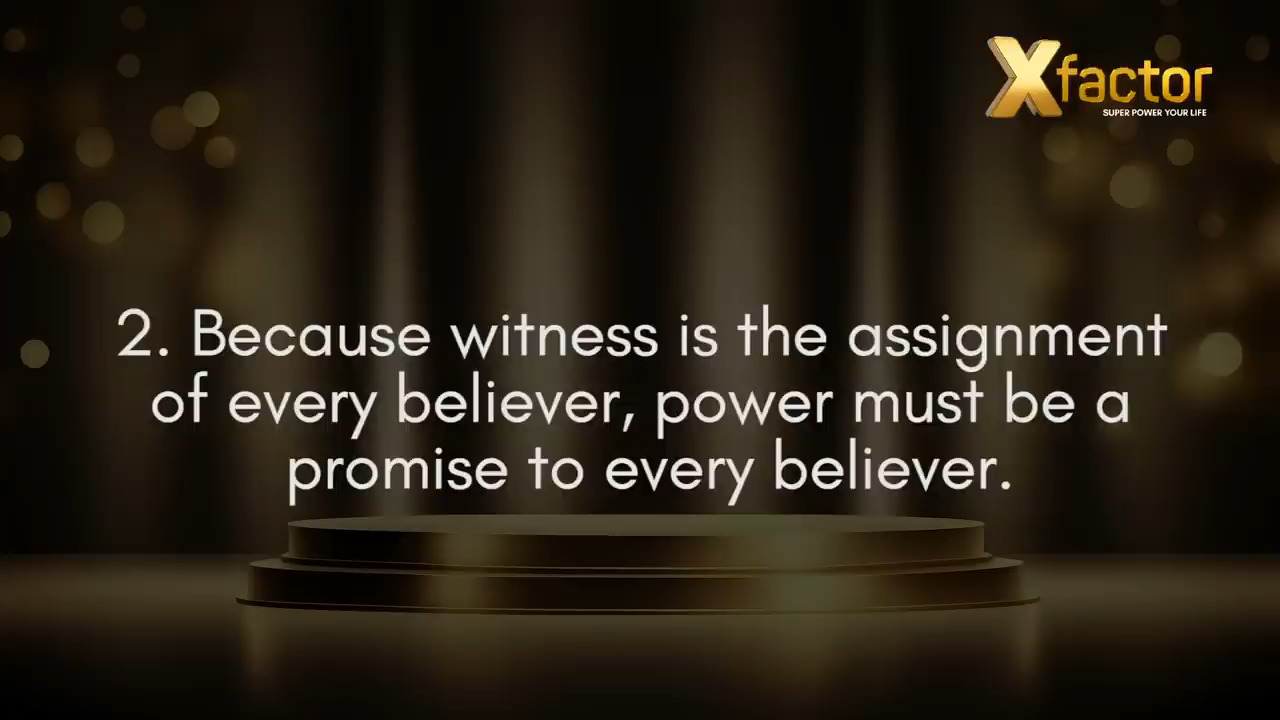 Xfactor
SUPER POWER YOUR LIFE
2. Because witness is the assignment
of every believer, power must be a
promise to every believer.